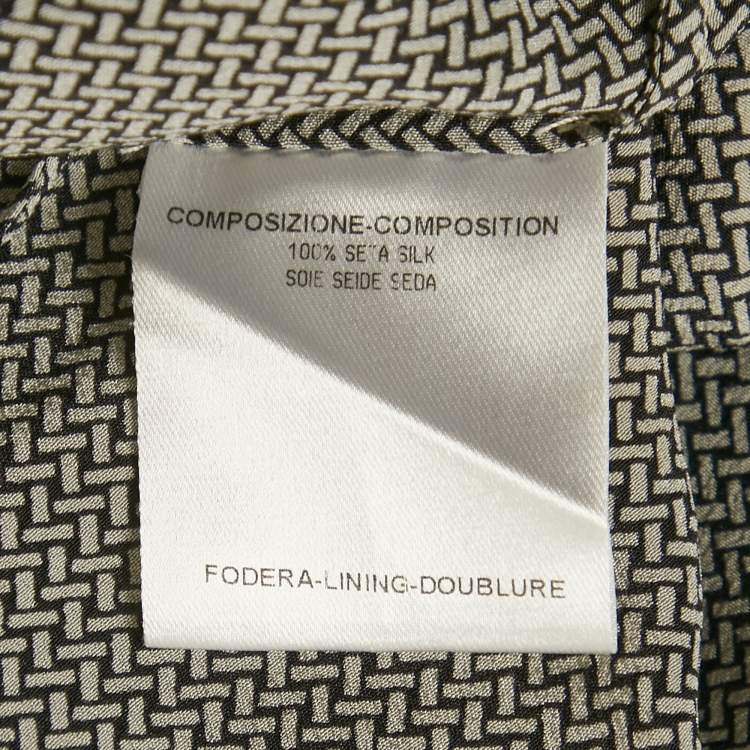 COMPOSIZIONE-COMPOSITION
100% SETA SILK
SOIE SEIDE SEDA
FODERA-LINING-DOUBLURE